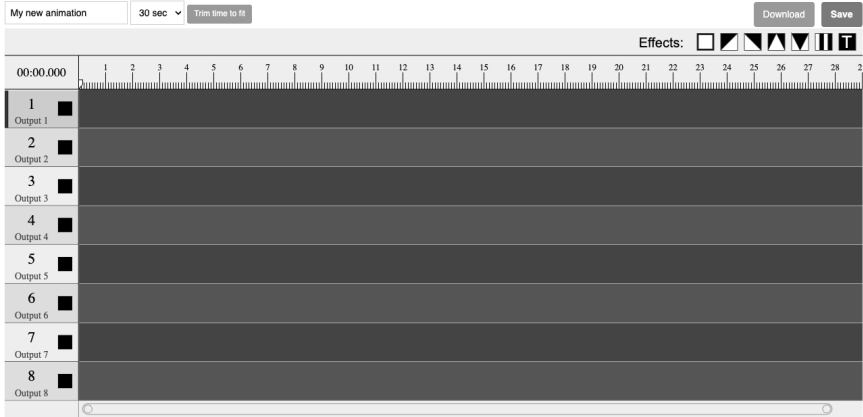 My new animation 30 sec Trim time to fit Download Save
Effects: T
00:00.000 1 2 3 4 5 6 7 8 9 10 11 12 13 14 15 16 17 18 19 20 21 22 23 24 25 26 27 28 2
1
Output 1
2
Output 2
3
Output 3
4
Output 4
5
Output 5
6
Output 6
7
Output 7
8
Output 8